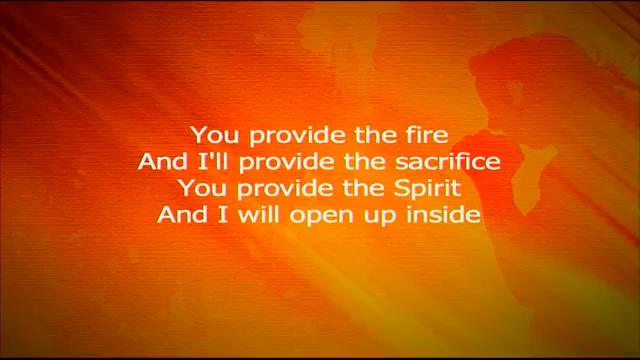 You provide the fire
And I'll provide the sacrifice
You provide the Spirit
And I will open up inside